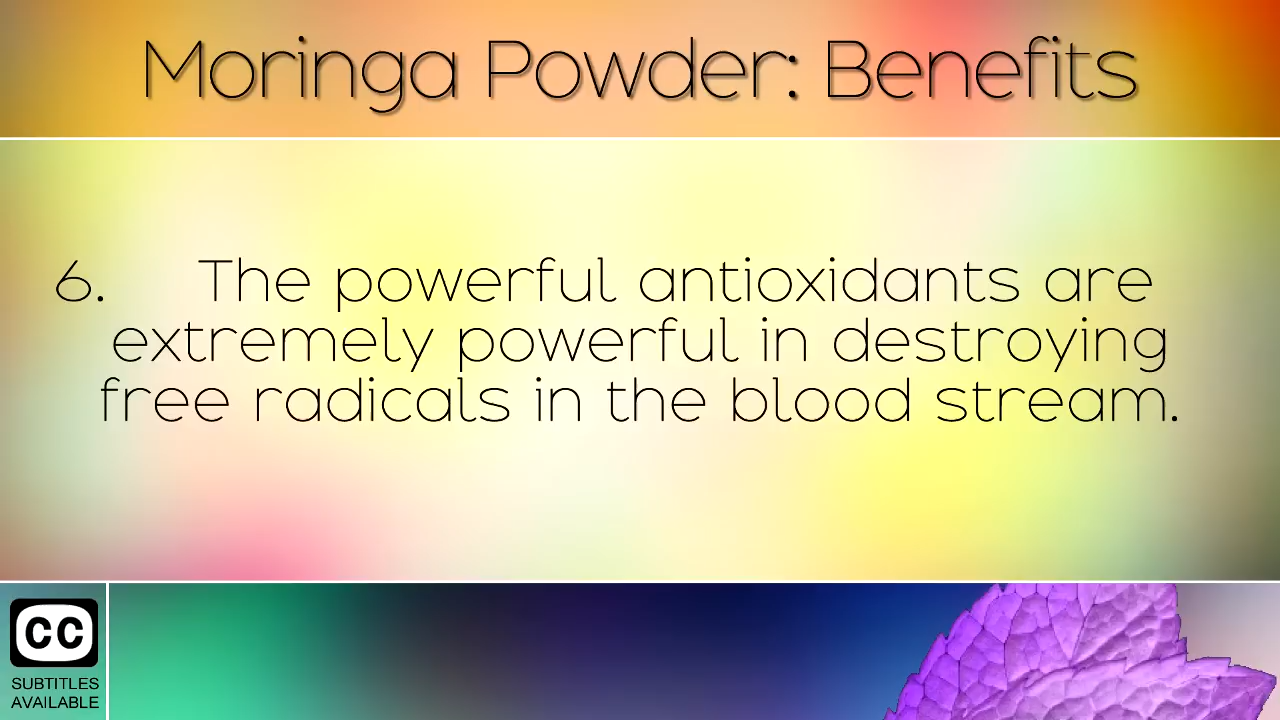 Moringa Powder: Benefits
6. The powerful antioxidants are
extremely powerful in destroying
free radicals in the blood stream.
CC
SUBTITLES
AVAILABLE